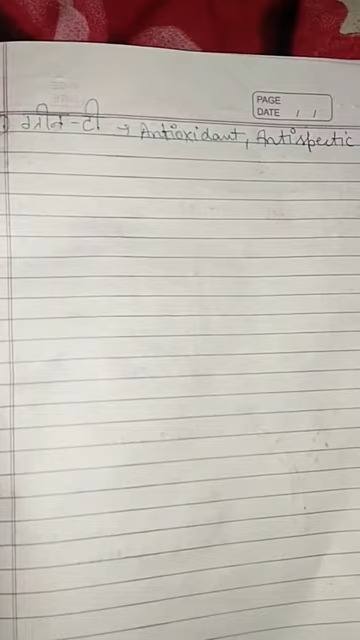 PAGE
DATE / /
ग्रीन-टी → Antioxidant, Antispectic